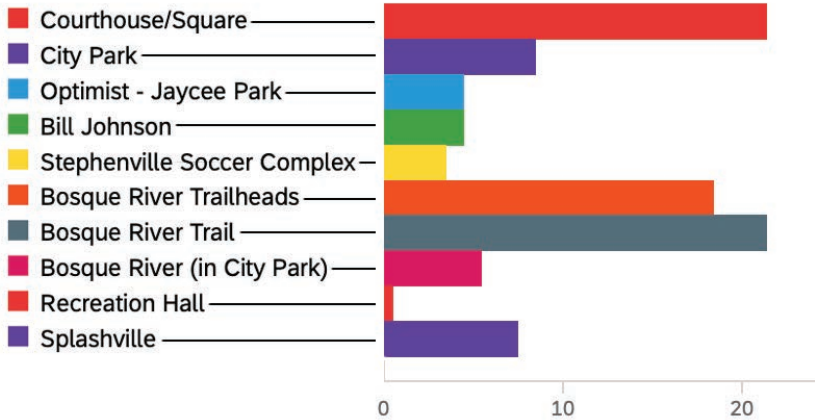 Courthouse/Square
City Park
Optimist - Jaycee Park
Bill Johnson
Stephenville Soccer Complex
Bosque River Trailheads
Bosque River Trail
Bosque River (in City Park)
Recreation Hall
Splashville
0 10 20